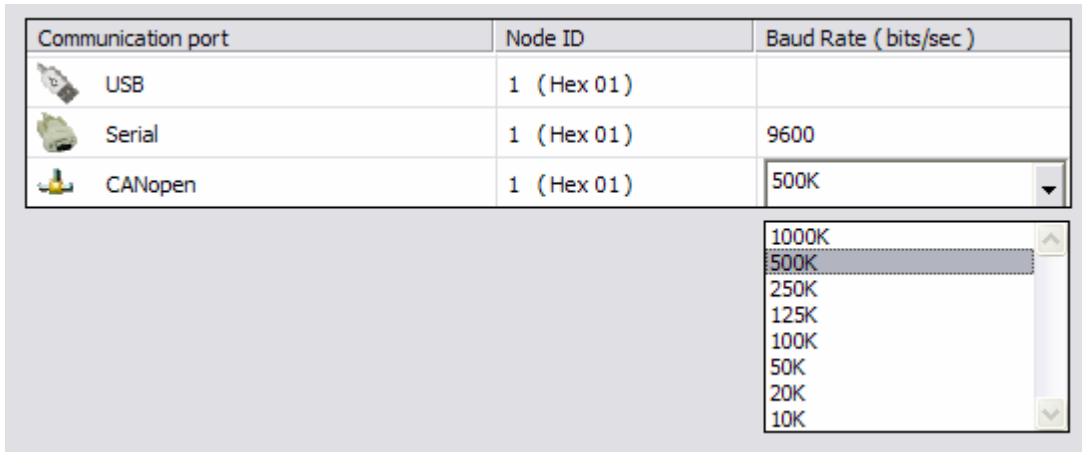 Communication port Node ID Baud Rate ( bits/sec )
USB 1 ( Hex 01 )
Serial 1 ( Hex 01 ) 9600
CANopen 1 ( Hex 01 ) 500K
1000K
500K
250K
125K
100K
50K
20K
10K